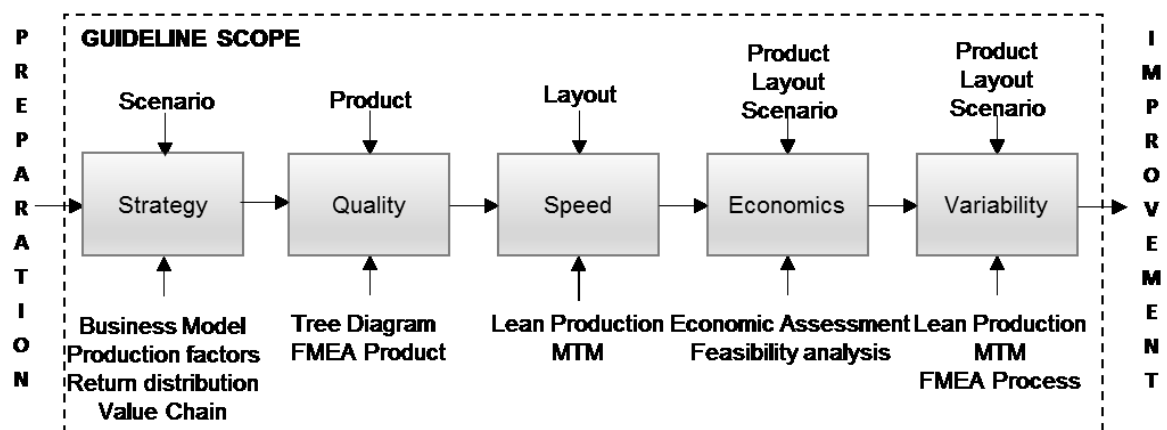 PREPARATION
GUIDELINE SCOPE
Scenario
Product
Layout
Product
Layout
Scenario
Product
Layout
Scenario
Strategy
Quality
Speed
Economics
Variability
Business Model
Production factors
Return distribution
Value Chain
Tree Diagram
FMEA Product
Lean Production
MTM
Economic Assessment
Feasibility analysis
Lean Production
MTM
FMEA Process
IMPROVEMENT